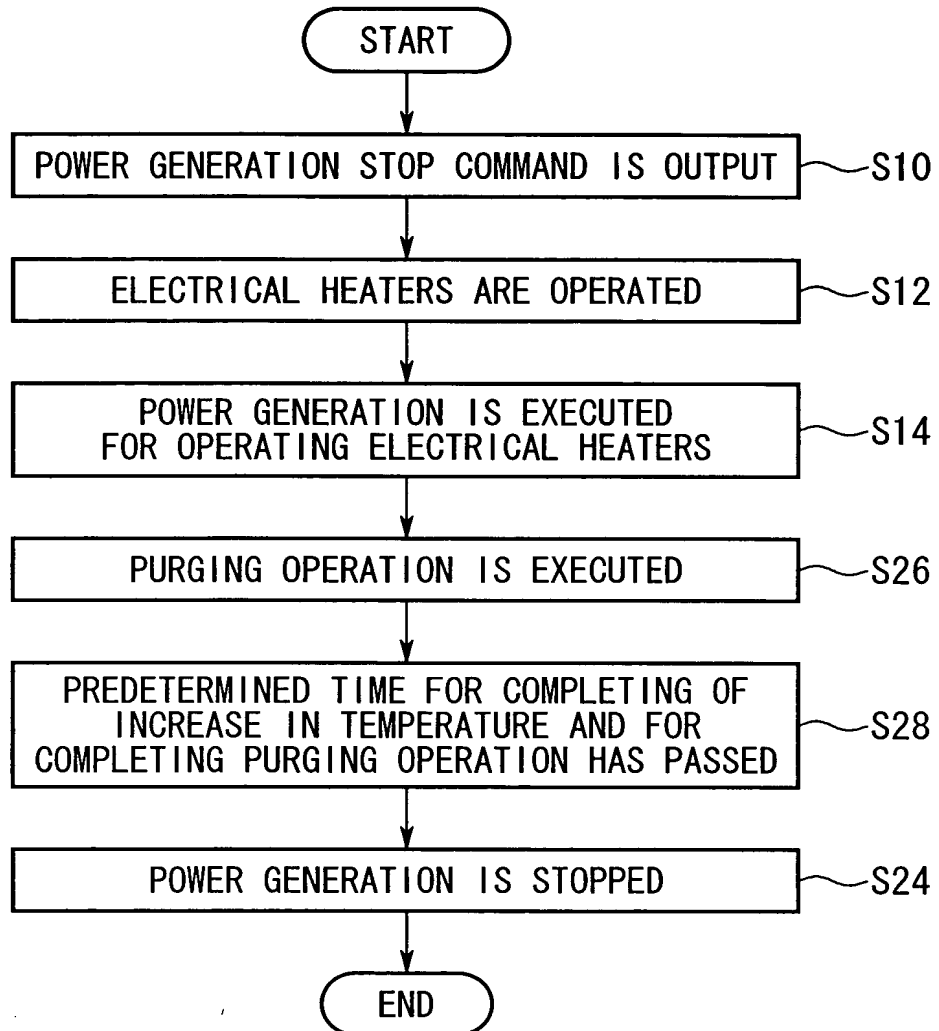 START
POWER GENERATION STOP COMMAND IS OUTPUT
S10
ELECTRICAL HEATERS ARE OPERATED
S12
POWER GENERATION IS EXECUTED
FOR OPERATING ELECTRICAL HEATERS
S14
PURGING OPERATION IS EXECUTED
S26
PREDETERMINED TIME FOR COMPLETING OF
INCREASE IN TEMPERATURE AND FOR
COMPLETING PURGING OPERATION HAS PASSED
S28
POWER GENERATION IS STOPPED
S24
END